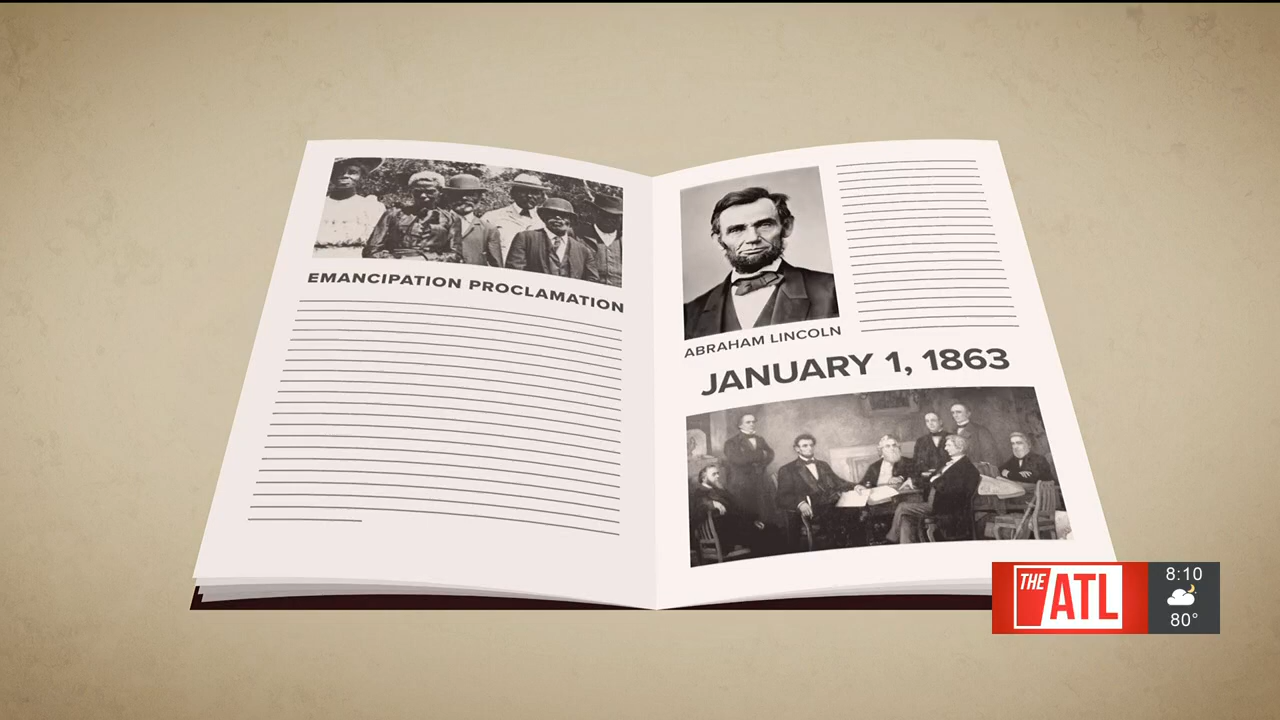 EMANCIPATION PROCLAMATION
ABRAHAM LINCOLN
JANUARY 1, 1863
THE ATL
8:10
80°